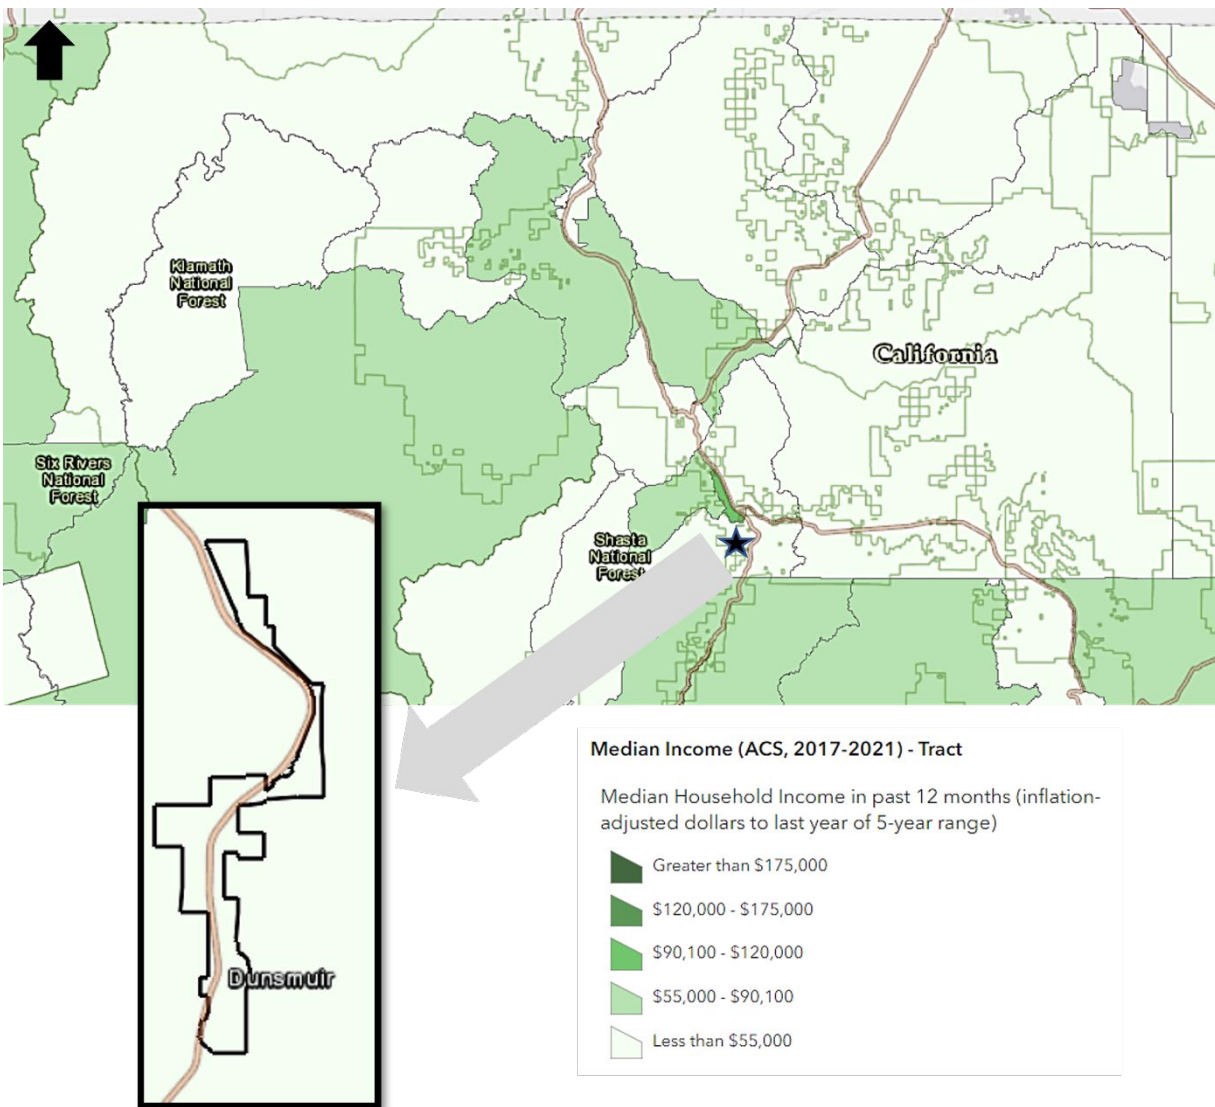 Klamath
National
Forest
California
Six Rivers
National
Forest
Shasta
National
Forest
Dunsmuir
Median Income (ACS, 2017-2021) - Tract
Median Household Income in past 12 months (inflation-
adjusted dollars to last year of 5-year range)
Greater than $175,000
$120,000 - $175,000
$90,100 - $120,000
$55,000 - $90,100
Less than $55,000